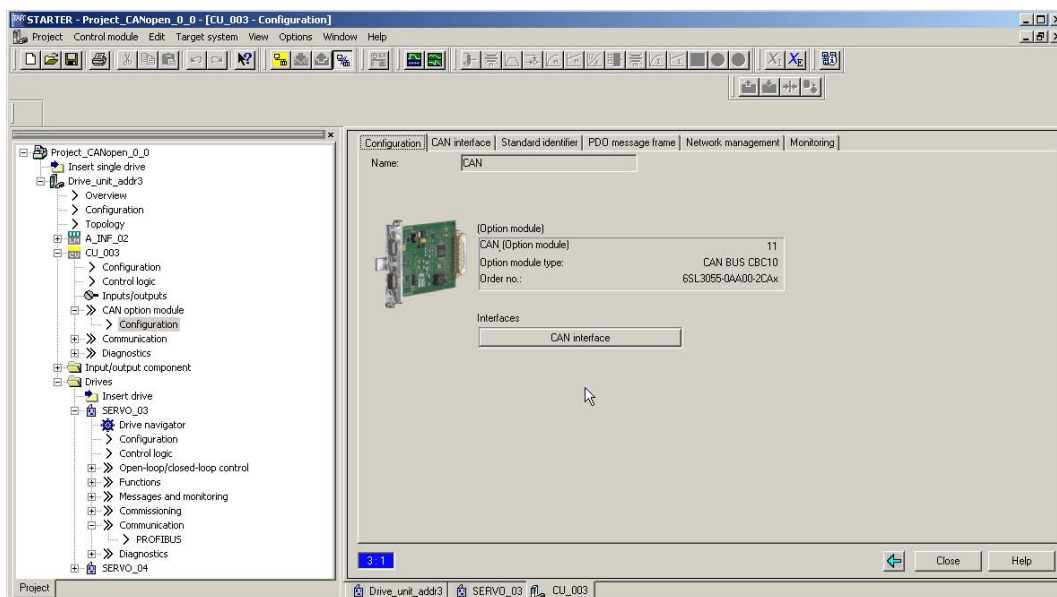 STARTER - Project_CANopen_0_0 - [CU_003 - Configuration]
Project Control module Edit Target system View Options Window Help
Project_CANopen_0_0
Insert single drive
Drive_unit_addr3
Overview
Configuration
Topology
A_INF_02
CU_003
Configuration
Control logic
Inputs/outputs
CAN option module
Configuration
Communication
Diagnostics
Input/output component
Drives
Insert drive
SERVO_03
Drive navigator
Configuration
Control logic
Open-loop/closed-loop control
Functions
Messages and monitoring
Commissioning
Communication
PROFIBUS
Diagnostics
SERVO_04
Project
Configuration CAN interface Standard identifier PDO message frame Network management Monitoring
Name: CAN
(Option module)
CAN (Option module) 11
Option module type: CAN BUS CBC10
Order no.: 6SL3055-0AA00-2CAx
Interfaces
CAN interface
3:1 Close Help
Drive_unit_addr3 SERVO_03 CU_003